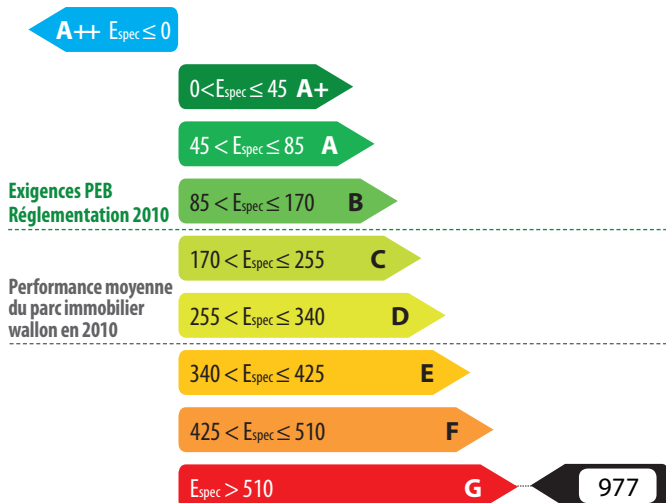 A++ Espec ≤ 0
0<Espec ≤ 45 A+
45 < Espec ≤ 85 A
Exigences PEB
Réglementation 2010
85 < Espec ≤ 170 B
170 < Espec ≤ 255 C
Performance moyenne
du parc immobilier
wallon en 2010
255 < Espec ≤ 340 D
340 < Espec ≤ 425 E
425 < Espec ≤ 510 F
Espec > 510 G 977